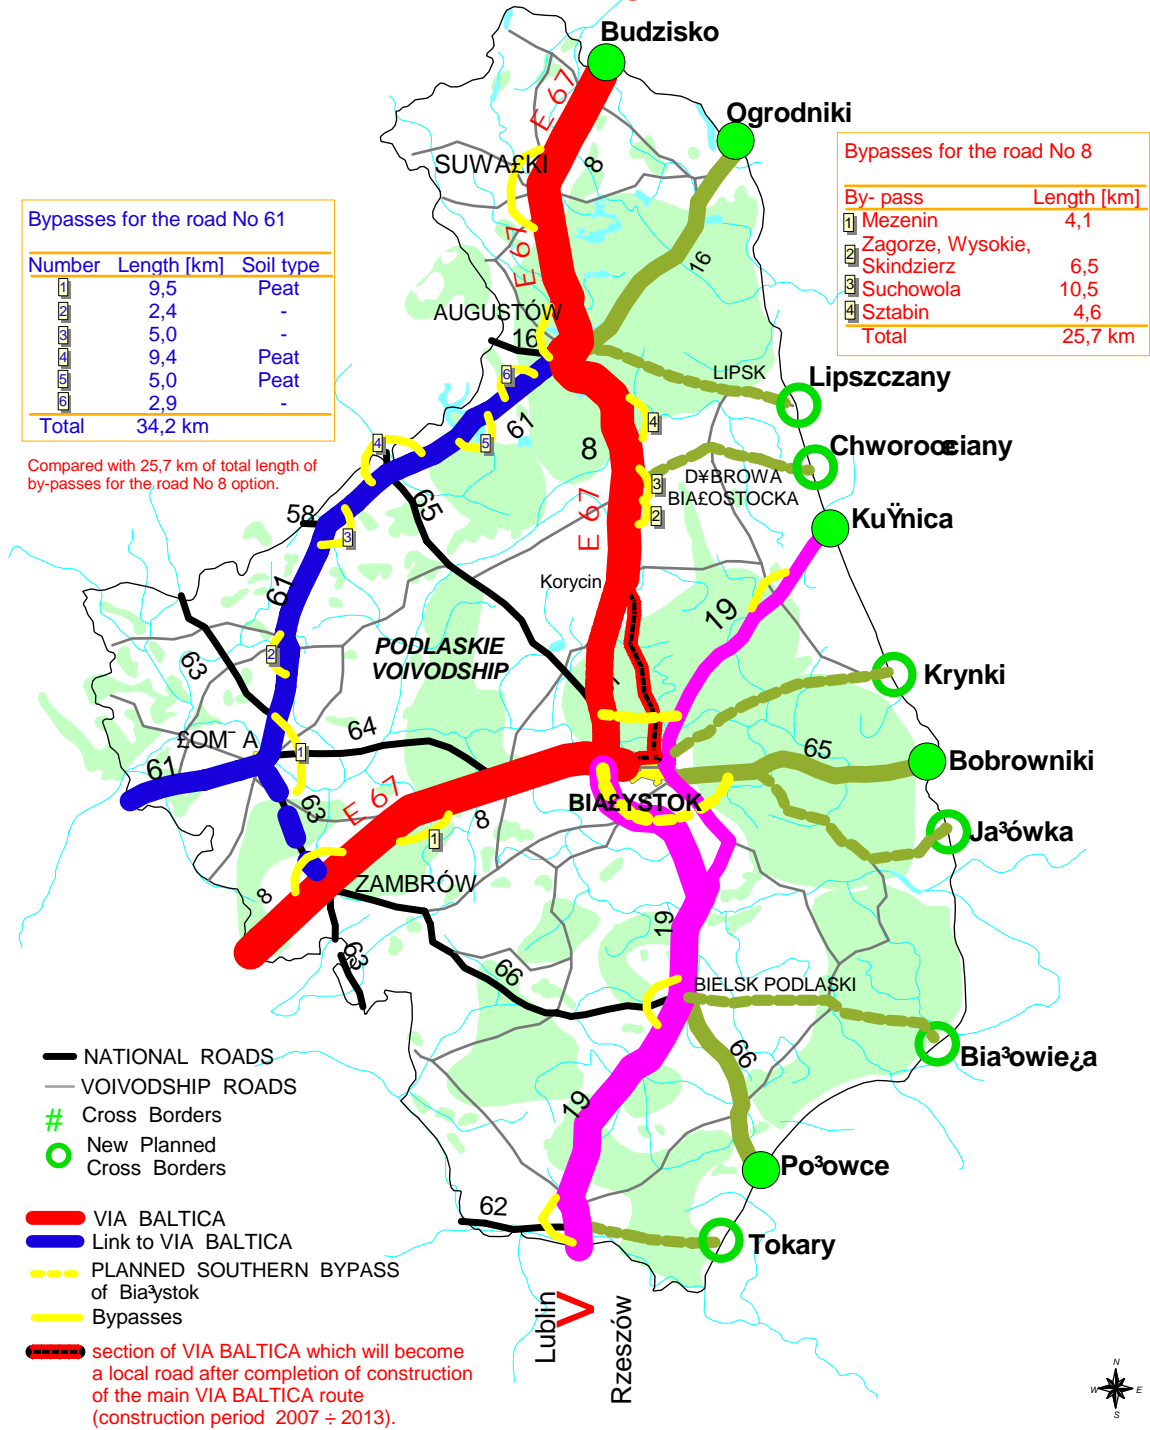 Budzisko
E 67
Ogrodniki
SUWA£KI
8
Bypasses for the road No 8
By- pass Length [km]
1 Mezenin 4,1
2 Zagorze, Wysokie,
Skindzierz 6,5
3 Suchowola 10,5
4 Sztabin 4,6
Total 25,7 km
Bypasses for the road No 61
Number Length [km] Soil type
1 9,5 Peat
2 2,4 -
3 5,0 -
4 9,4 Peat
5 5,0 Peat
6 2,9 -
Total 34,2 km
Compared with 25,7 km of total length of
by-passes for the road No 8 option.
E 67
16
AUGUSTÓW
16
6
LIPSK
Lipszczany
61
4
4
5
8
Chworoœciany
65
3
D¥BROWA
BIA£OSTOCKA
2
E 67
58
3
KuŸnica
Korycin
61
19
2
PODLASKIE
VOIVODSHIP
63
Krynki
64
£OM¯A
1
61
65
Bobrowniki
63
E 67
BIA£YSTOK
8
1
Ja³ówka
ZAMBRÓW
8
19
63
66
BIELSK PODLASKI
66
Bia³owie¿a
19
Po³owce
62
Tokary
NATIONAL ROADS
VOIVODSHIP ROADS
# Cross Borders
New Planned
Cross Borders
VIA BALTICA
Link to VIA BALTICA
PLANNED SOUTHERN BYPASS
of Bia³ystok
Bypasses
section of VIA BALTICA which will become
a local road after completion of construction
of the main VIA BALTICA route
(construction period 2007 ÷ 2013).
Lublin
Rzeszów
N
W E
S